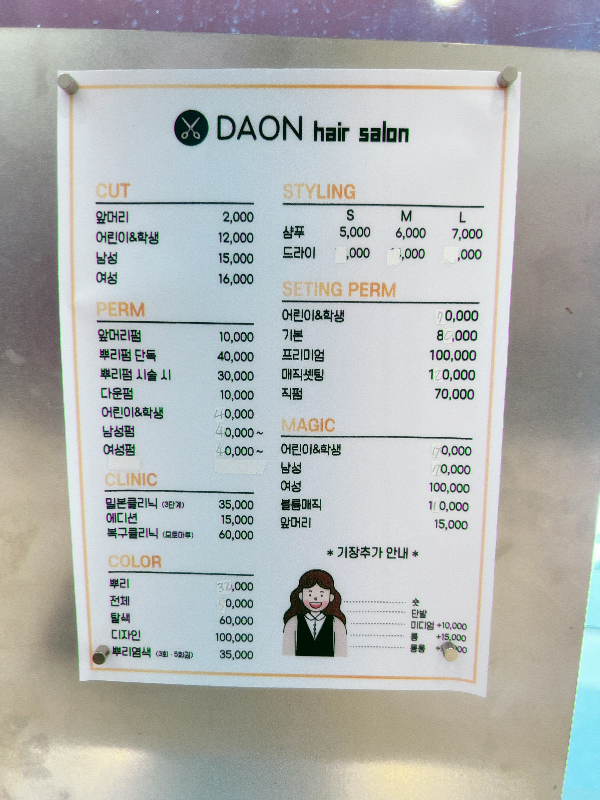 DAON hair salon
CUT
앞머리 2,000
어린이&학생 12,000
남성 15,000
여성 16,000
PERM
앞머리펌 10,000
뿌리펌 단독 40,000
뿌리펌 시술 시 30,000
다운펌 10,000
어린이&학생
남성펌
여성펌
CLINIC
밀본클리닉 (3단계) 35,000
에디션 15,000
복구클리닉 (모토마루) 60,000
COLOR
뿌리
전체
탈색 60,000
디자인 100,000
뿌리염색 35,000
STYLING
S M L
샴푸 5,000 6,000 7,000
드라이
SETING PERM
어린이&학생
기본
프리미엄 100,000
매직셋팅
직펌 70,000
MAGIC
어린이&학생
남성
여성 100,000
볼륨매직
앞머리 15,000
* 기장추가 안내 *
숏
단발
미디엄 +10,000
롱 +15,000
롱롱